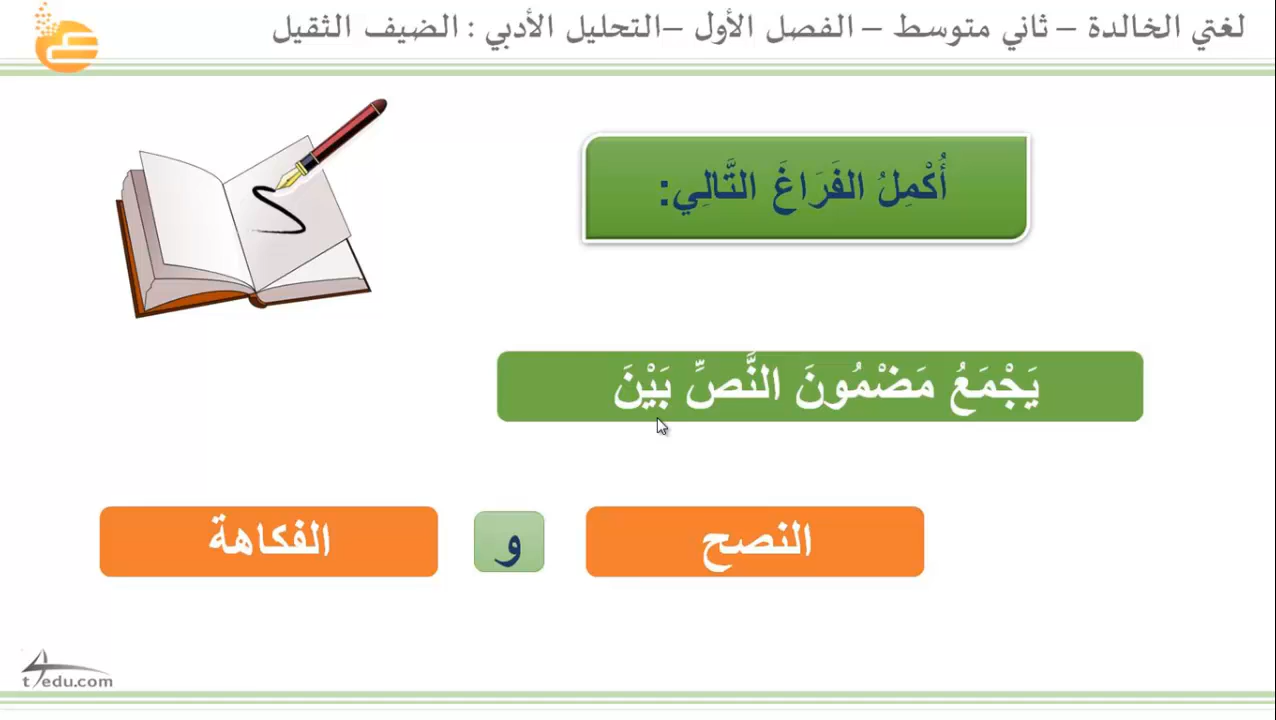 لغتي الخالدة – ثاني متوسط – الفصل الأول –التحليل الأدبي : الضيف الثقيل
أُكْمِلُ الفَرَاغَ التَّالِي:
يَجْمَعُ مَضْمُونَ النَّصِّ بَيْنَ
النصح و الفكاهة
t4edu.com